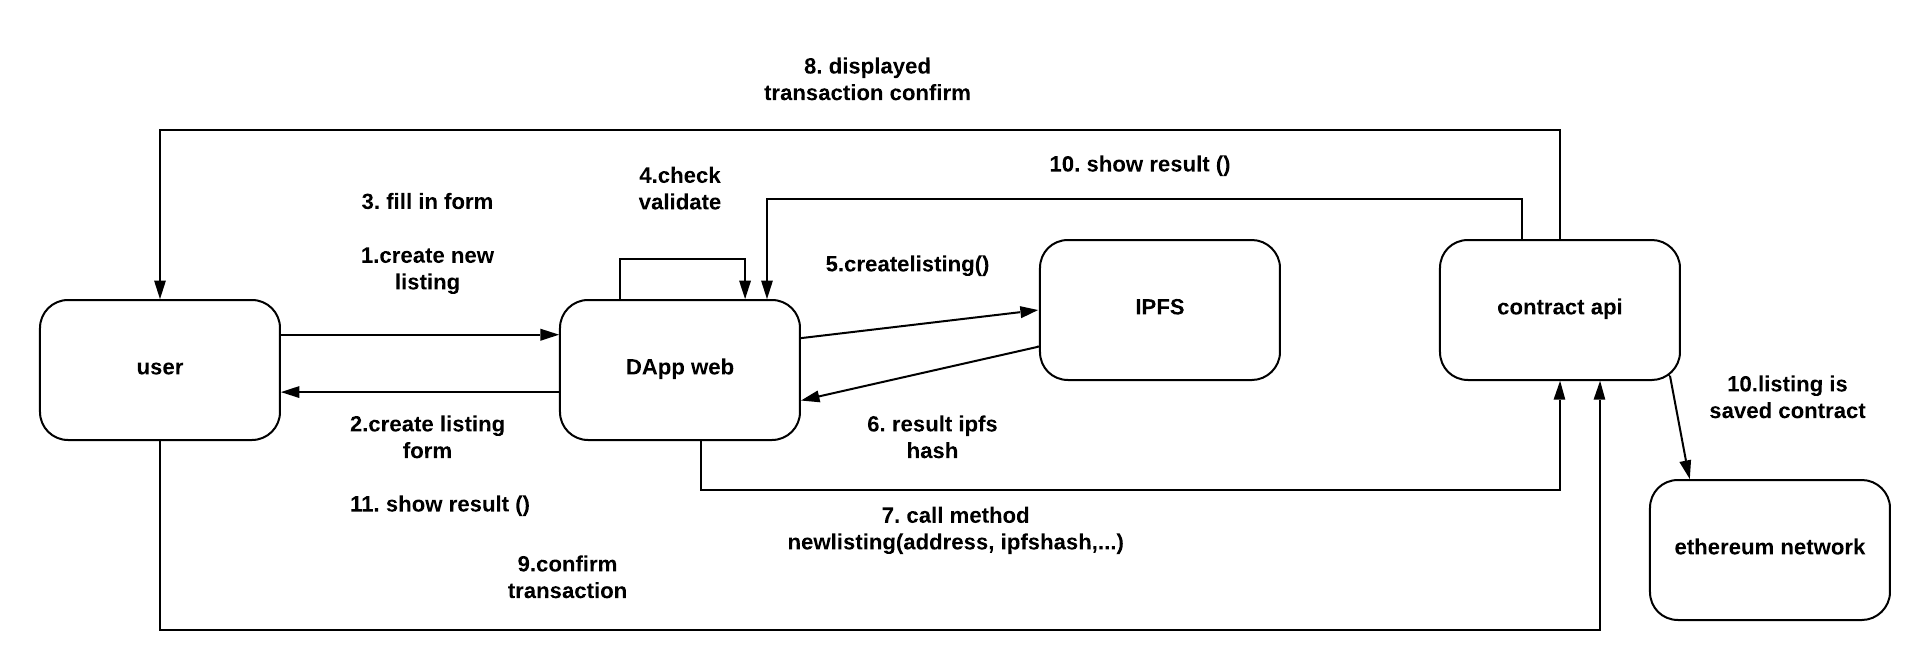 8. displayed
transaction confirm
10. show result ()
4.check
validate
3. fill in form
1.create new
listing
5.createlisting()
IPFS
contract api
user
DApp web
10.listing is
saved contract
2.create listing
form
6. result ipfs
hash
11. show result ()
7. call method
newlisting(address, ipfshash,...)
ethereum network
9.confirm
transaction